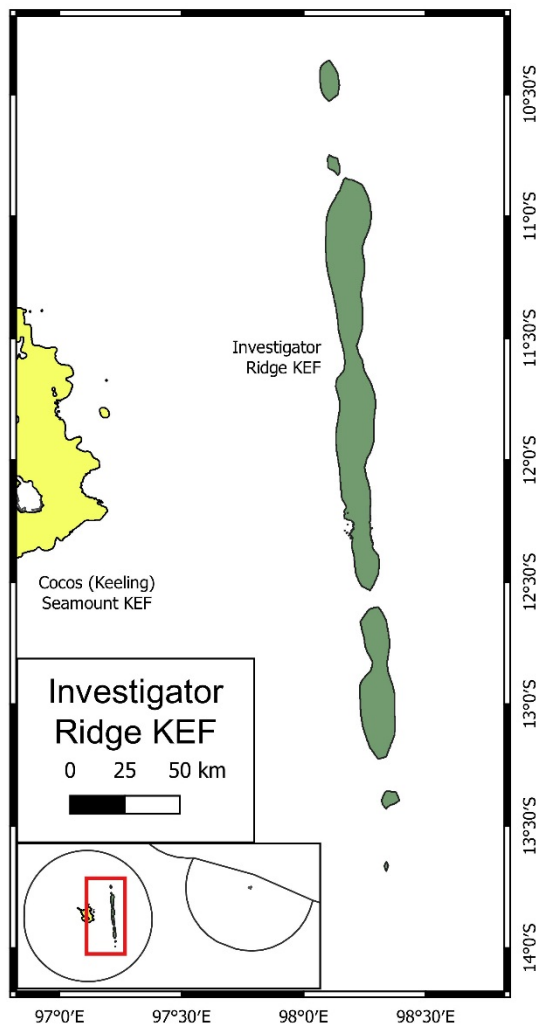 10°30'S
11°0'S
Investigator
Ridge KEF
11°30'S
12°0'S
Cocos (Keeling)
Seamount KEF
12°30'S
Investigator
Ridge KEF
0 25 50 km
13°0'S
13°30'S
14°0'S
97°0'E 97°30'E 98°0'E 98°30'E